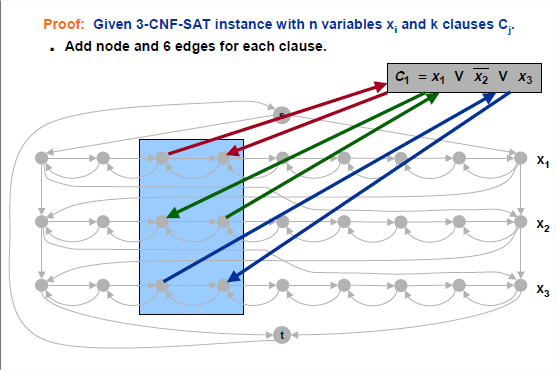 Proof: Given 3-CNF-SAT instance with n variables xᵢ and k clauses Cⱼ.
▪ Add node and 6 edges for each clause.
C₁ = x₁ V x̅₂̅ V x₃
s
X₁
X₂
X₃
t